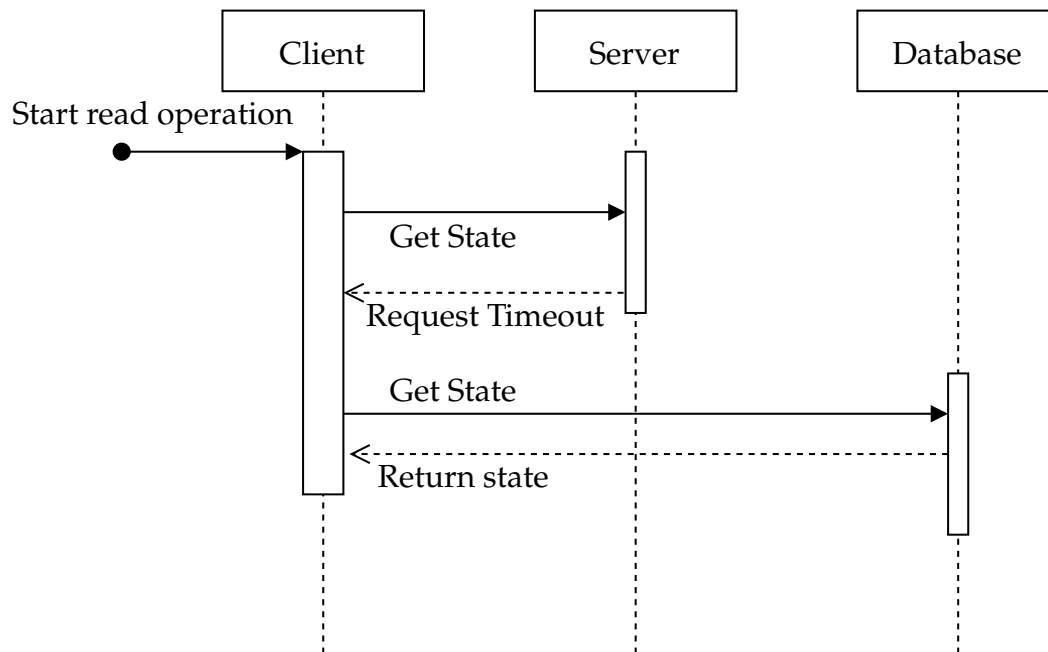 Client
Server
Database
Start read operation
Get State
Request Timeout
Get State
Return state